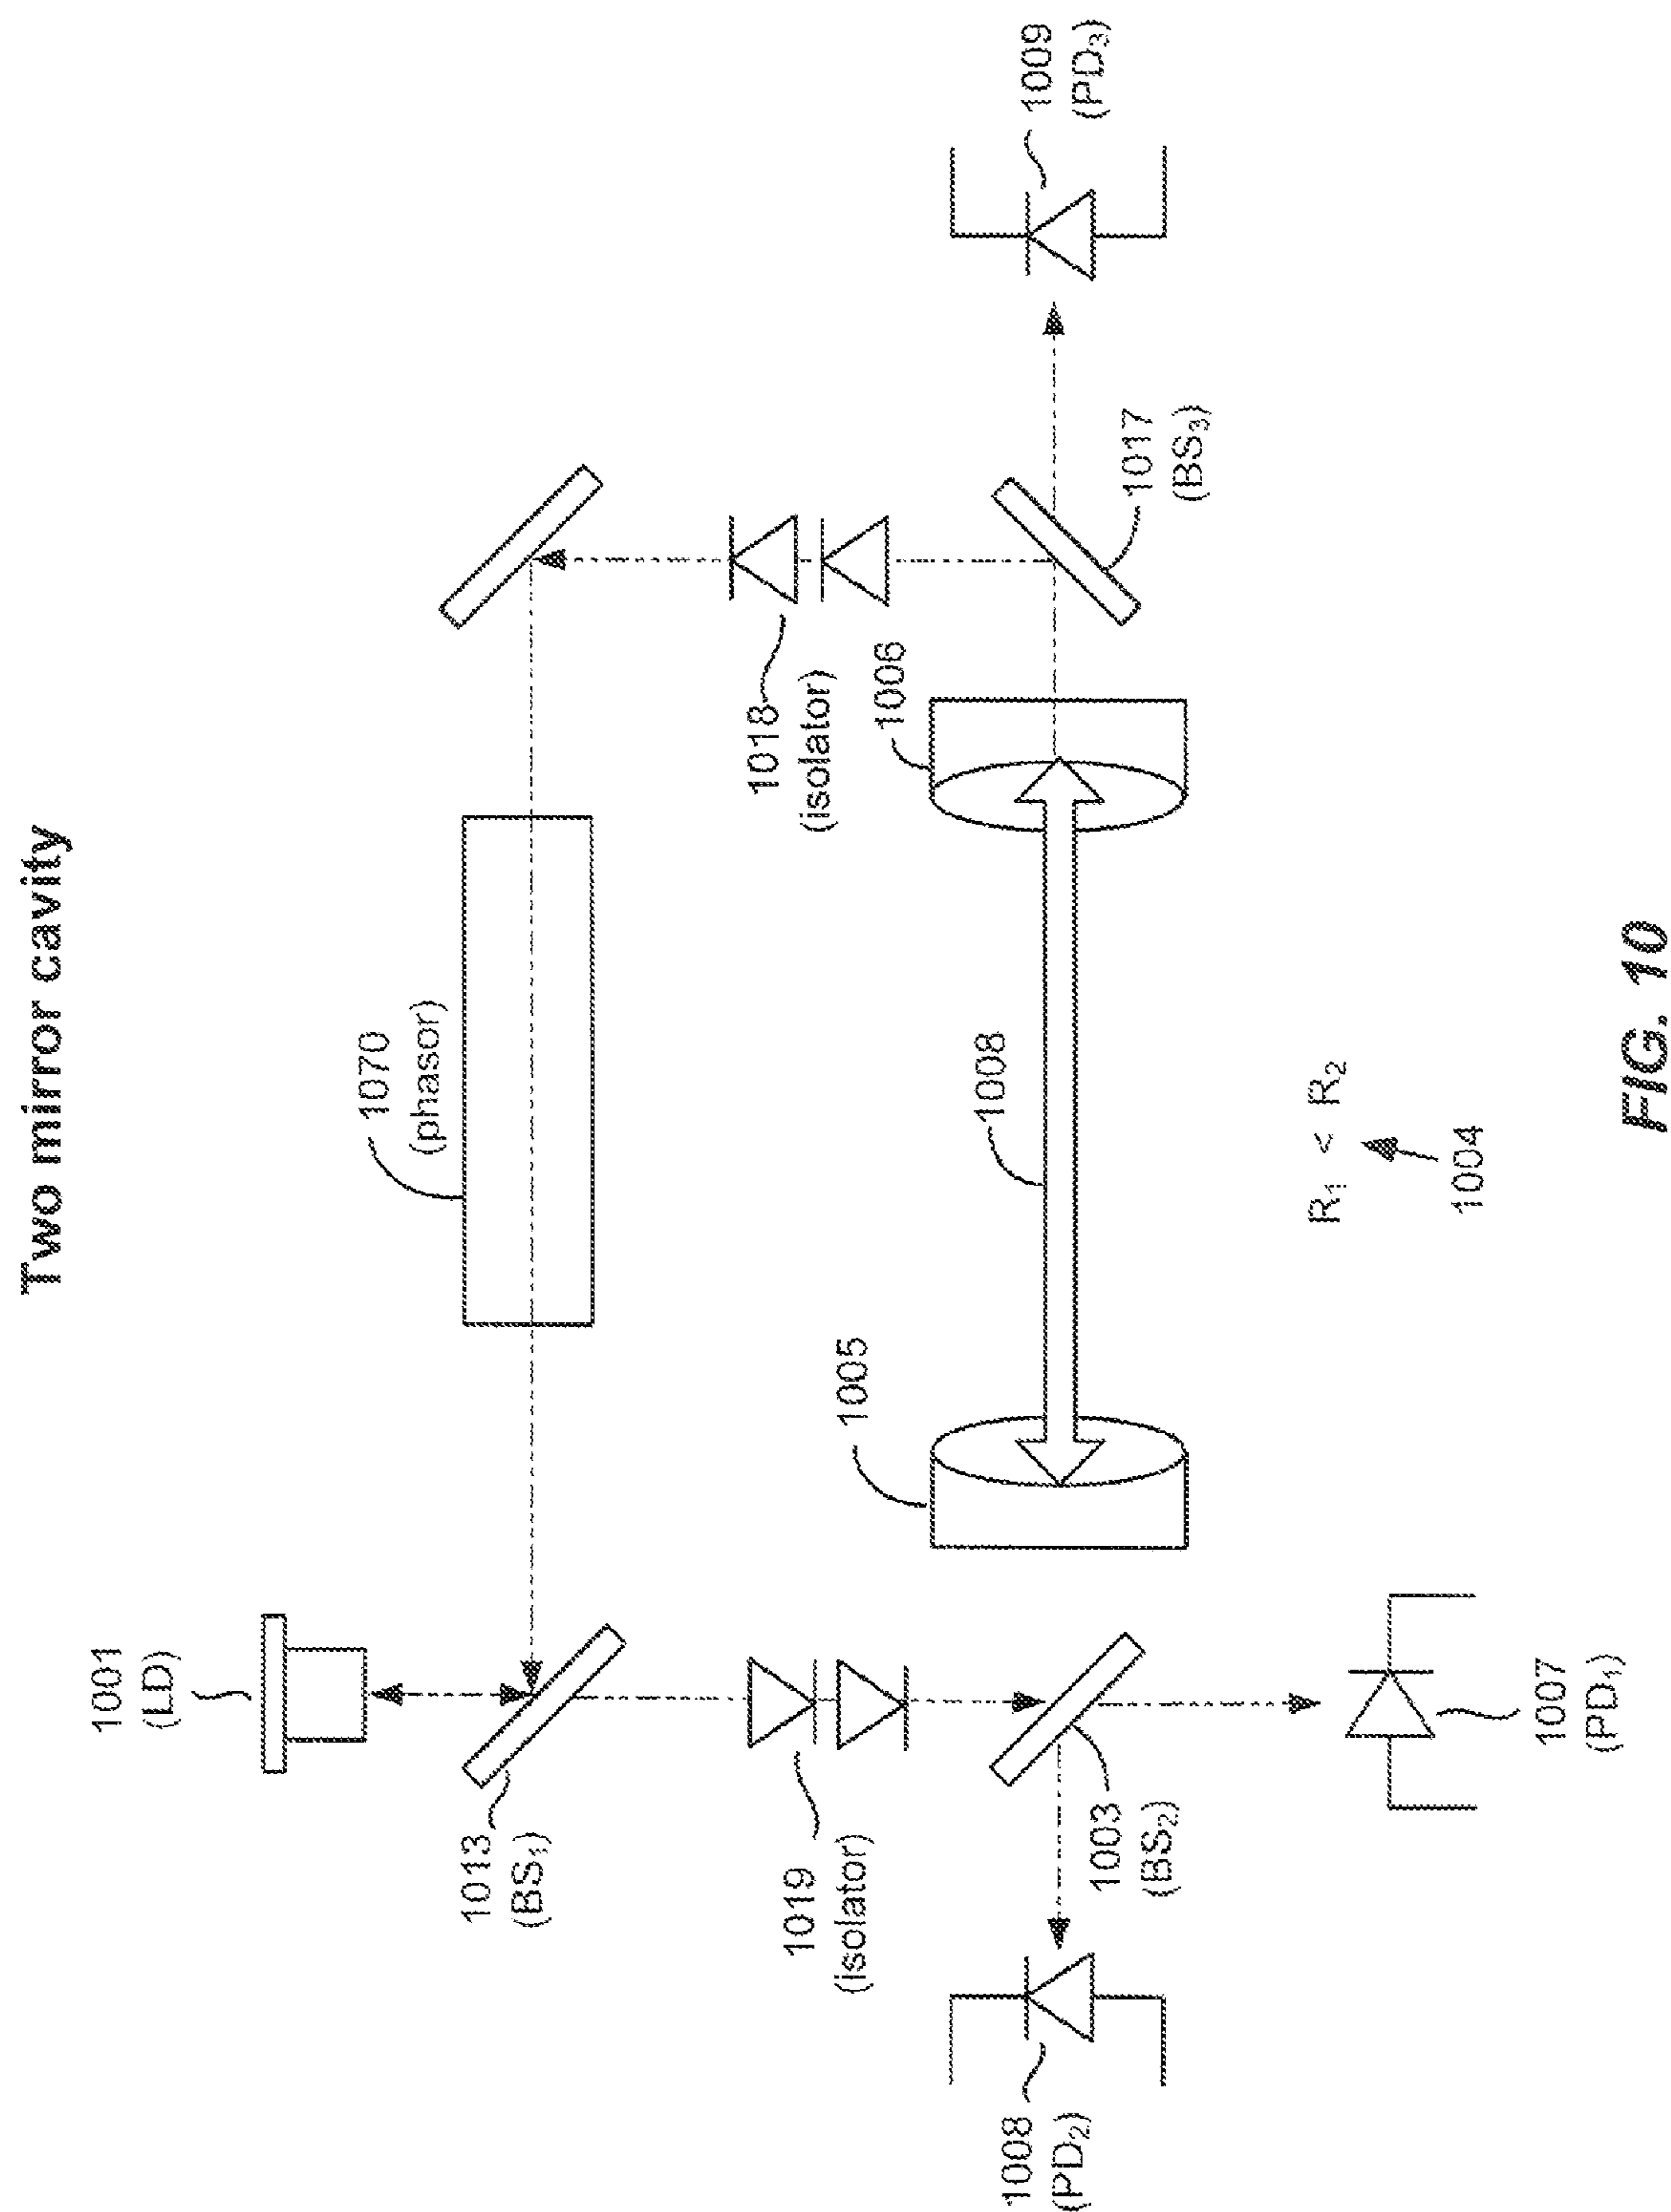 Two mirror cavity
1001
(LD)
1070
(phasor)
1013
(BS₁)
1019
(isolator)
1018
(isolator)
1005
1006
1009
(PD₃)
1008
1008
(PD₂)
1003
(BS₂)
1017
(BS₃)
R₁ < R₂
1004
1007
(PD₁)
FIG. 10